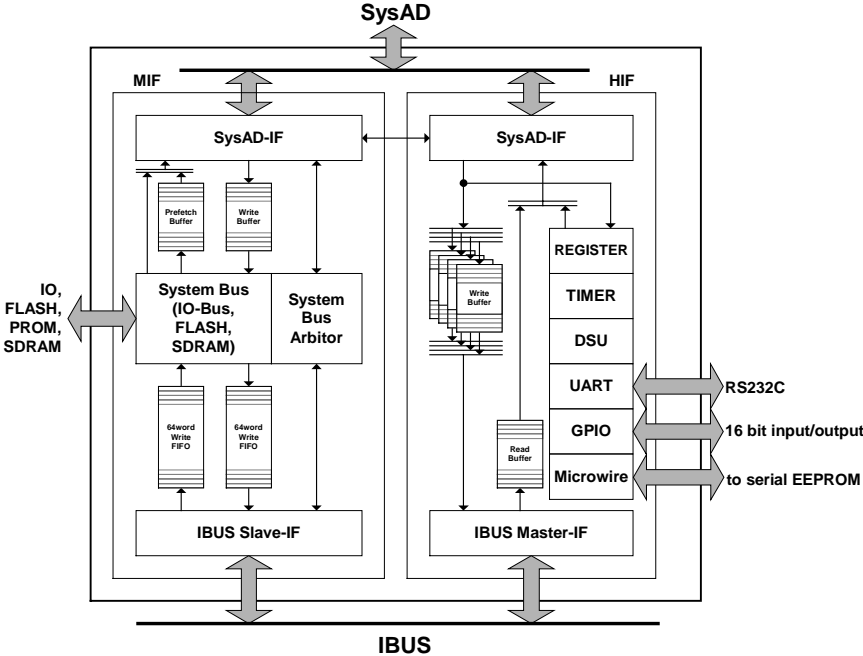 SysAD
MIF
HIF
SysAD-IF
SysAD-IF
Prefetch
Buffer
Write
Buffer
Write
Buffer
IO,
FLASH,
PROM,
SDRAM
System Bus
(IO-Bus,
FLASH,
SDRAM)
System
Bus
Arbitor
REGISTER
TIMER
DSU
UART
GPIO
Microwire
RS232C
16 bit input/output
to serial EEPROM
64word
Write
FIFO
64word
Write
FIFO
Read
Buffer
IBUS Slave-IF
IBUS Master-IF
IBUS